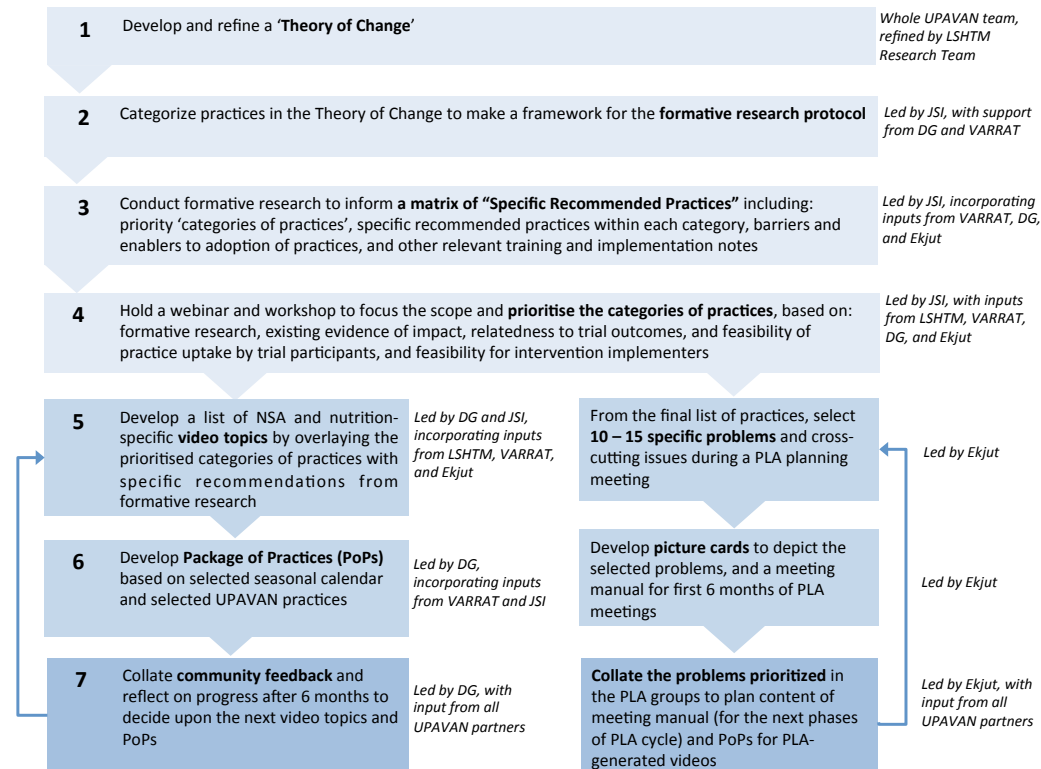 1
Develop and refine a ‘Theory of Change’
Whole UPAVAN team,
refined by LSHTM
Research Team
2
Categorize practices in the Theory of Change to make a framework for the formative research protocol
Led by JSI, with support
from DG and VARRAT
3
Conduct formative research to inform a matrix of “Specific Recommended Practices” including:
priority ‘categories of practices’, specific recommended practices within each category, barriers and
enablers to adoption of practices, and other relevant training and implementation notes
Led by JSI, incorporating
inputs from VARRAT, DG,
and Ekjut
4
Hold a webinar and workshop to focus the scope and prioritise the categories of practices, based on:
formative research, existing evidence of impact, relatedness to trial outcomes, and feasibility of
practice uptake by trial participants, and feasibility for intervention implementers
Led by JSI, with inputs
from LSHTM, VARRAT,
DG, and Ekjut
5
Develop a list of NSA and nutrition-
specific video topics by overlaying the
prioritised categories of practices with
specific recommendations from
formative research
Led by DG and JSI,
incorporating inputs
from LSHTM, VARRAT,
and Ekjut
From the final list of practices, select
10 – 15 specific problems and cross-
cutting issues during a PLA planning
meeting
Led by Ekjut
6
Develop Package of Practices (PoPs)
based on selected seasonal calendar
and selected UPAVAN practices
Led by DG,
incorporating inputs
from VARRAT and JSI
Develop picture cards to depict the
selected problems, and a meeting
manual for first 6 months of PLA
meetings
Led by Ekjut
7
Collate community feedback and
reflect on progress after 6 months to
decide upon the next video topics and
PoPs
Led by DG, with
input from all
UPAVAN partners
Collate the problems prioritized in
the PLA groups to plan content of
meeting manual (for the next phases
of PLA cycle) and PoPs for PLA-
generated videos
Led by Ekjut, with
input from all
UPAVAN partners